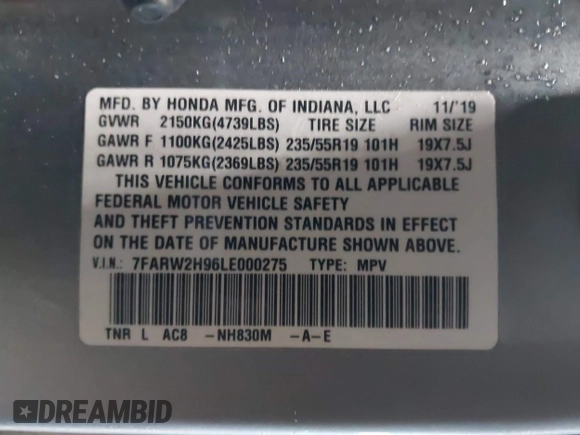 MFD. BY HONDA MFG. OF INDIANA, LLC 11/'19
GVWR 2150KG(4739LBS) TIRE SIZE RIM SIZE
GAWR F 1100KG(2425LBS) 235/55R19 101H 19X7.5J
GAWR R 1075KG(2369LBS) 235/55R19 101H 19X7.5J
THIS VEHICLE CONFORMS TO ALL APPLICABLE
FEDERAL MOTOR VEHICLE SAFETY
AND THEFT PREVENTION STANDARDS IN EFFECT
ON THE DATE OF MANUFACTURE SHOWN ABOVE.
V.I.N.: 7FARW2H96LE000275 TYPE: MPV
TNR L AC8 -NH830M -A-E
DREAMBID